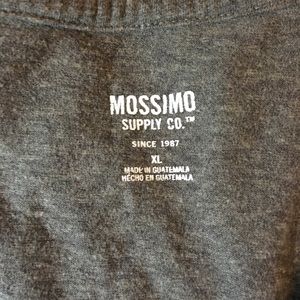 MOSSIMO
SUPPLY CO.™
SINCE 1987
XL
MADE IN GUATEMALA
HECHO EN GUATEMALA